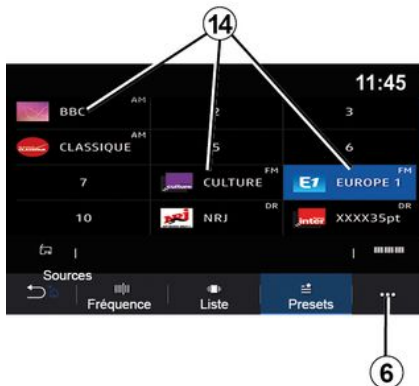 14
11:45
BBC AM 2 3
CLASSIQUE AM 5 6
7 culture CULTURE FM E1 EUROPE 1 FM
10 NRJ NRJ DR inter XXXX35pt DR
Sources
Fréquence Liste Presets
6